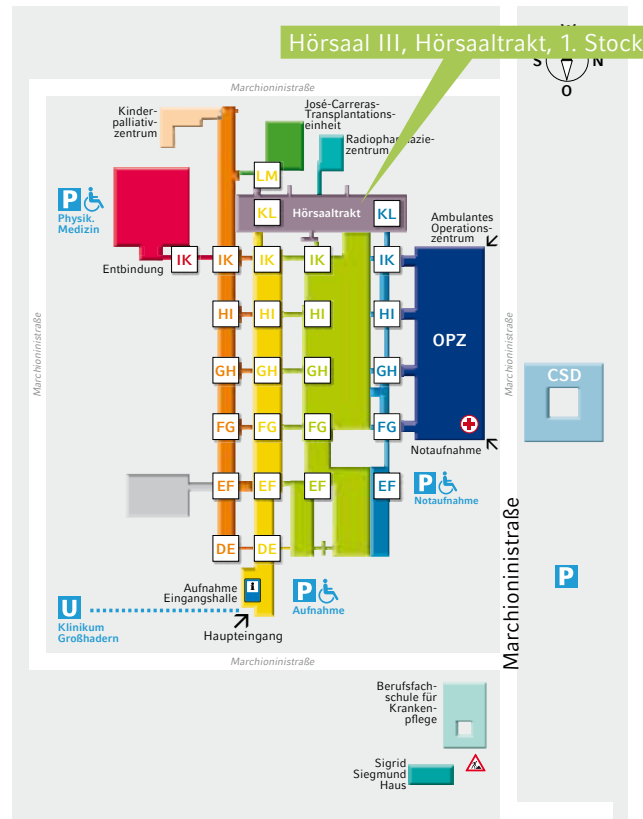 Hörsaal III, Hörsaaltrakt, 1. Stock
S
N
O
Marchioninistraße
Kinder-
palliativ-
zentrum
José-Carreras-
Transplantations-
einheit
Radiopharmazie-
zentrum
LM
P
Physik.
Medizin
KL
Hörsaaltrakt
KL
Ambulantes
Operations-
zentrum
Entbindung
IK
IK
IK
IK
IK
HI
HI
HI
HI
OPZ
Marchioninistraße
Marchioninistraße
GH
GH
GH
GH
CSD
FG
FG
FG
FG
Notaufnahme
EF
EF
EF
EF
P
Notaufnahme
DE
DE
Marchioninistraße
P
Aufnahme
Eingangshalle
i
P
Aufnahme
U
Klinikum
Großhadern
Haupteingang
Marchioninistraße
Berufsfach-
schule für
Kranken-
pflege
Sigrid
Siegmund
Haus